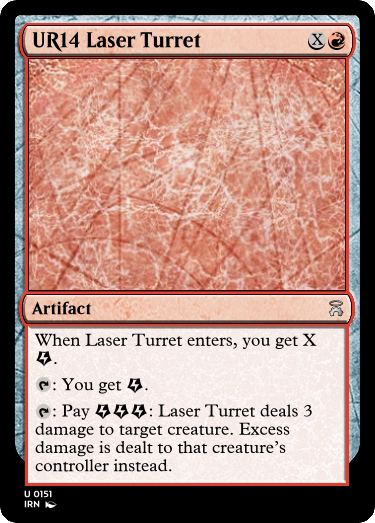 UR14 Laser Turret X
Artifact
When Laser Turret enters, you get X
.
: You get .
: Pay : Laser Turret deals 3
damage to target creature. Excess
damage is dealt to that creature's
controller instead.
U 0151
IRN